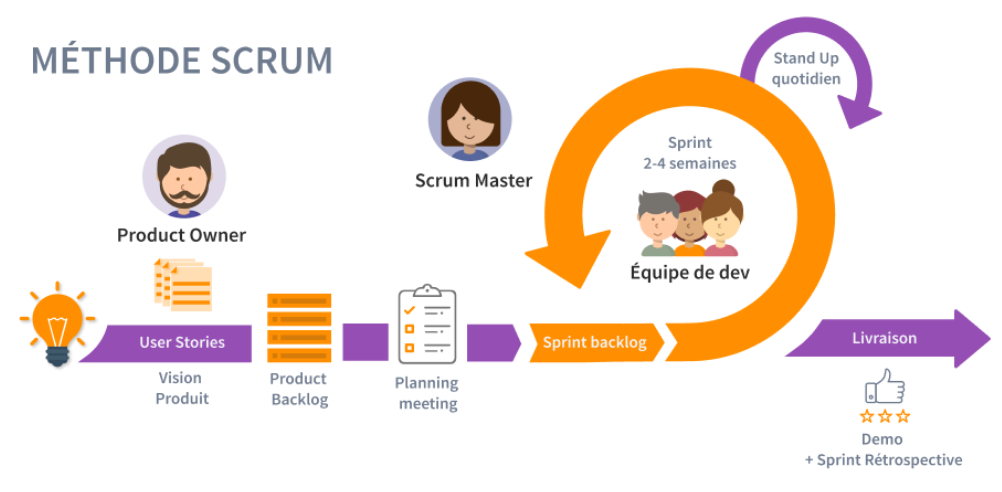 MÉTHODE SCRUM
Stand Up
quotidien
Sprint
2-4 semaines
Scrum Master
Product Owner
Équipe de dev
User Stories
Sprint backlog
Livraison
Vision
Produit
Product
Backlog
Planning
meeting
Demo
+ Sprint Rétrospective